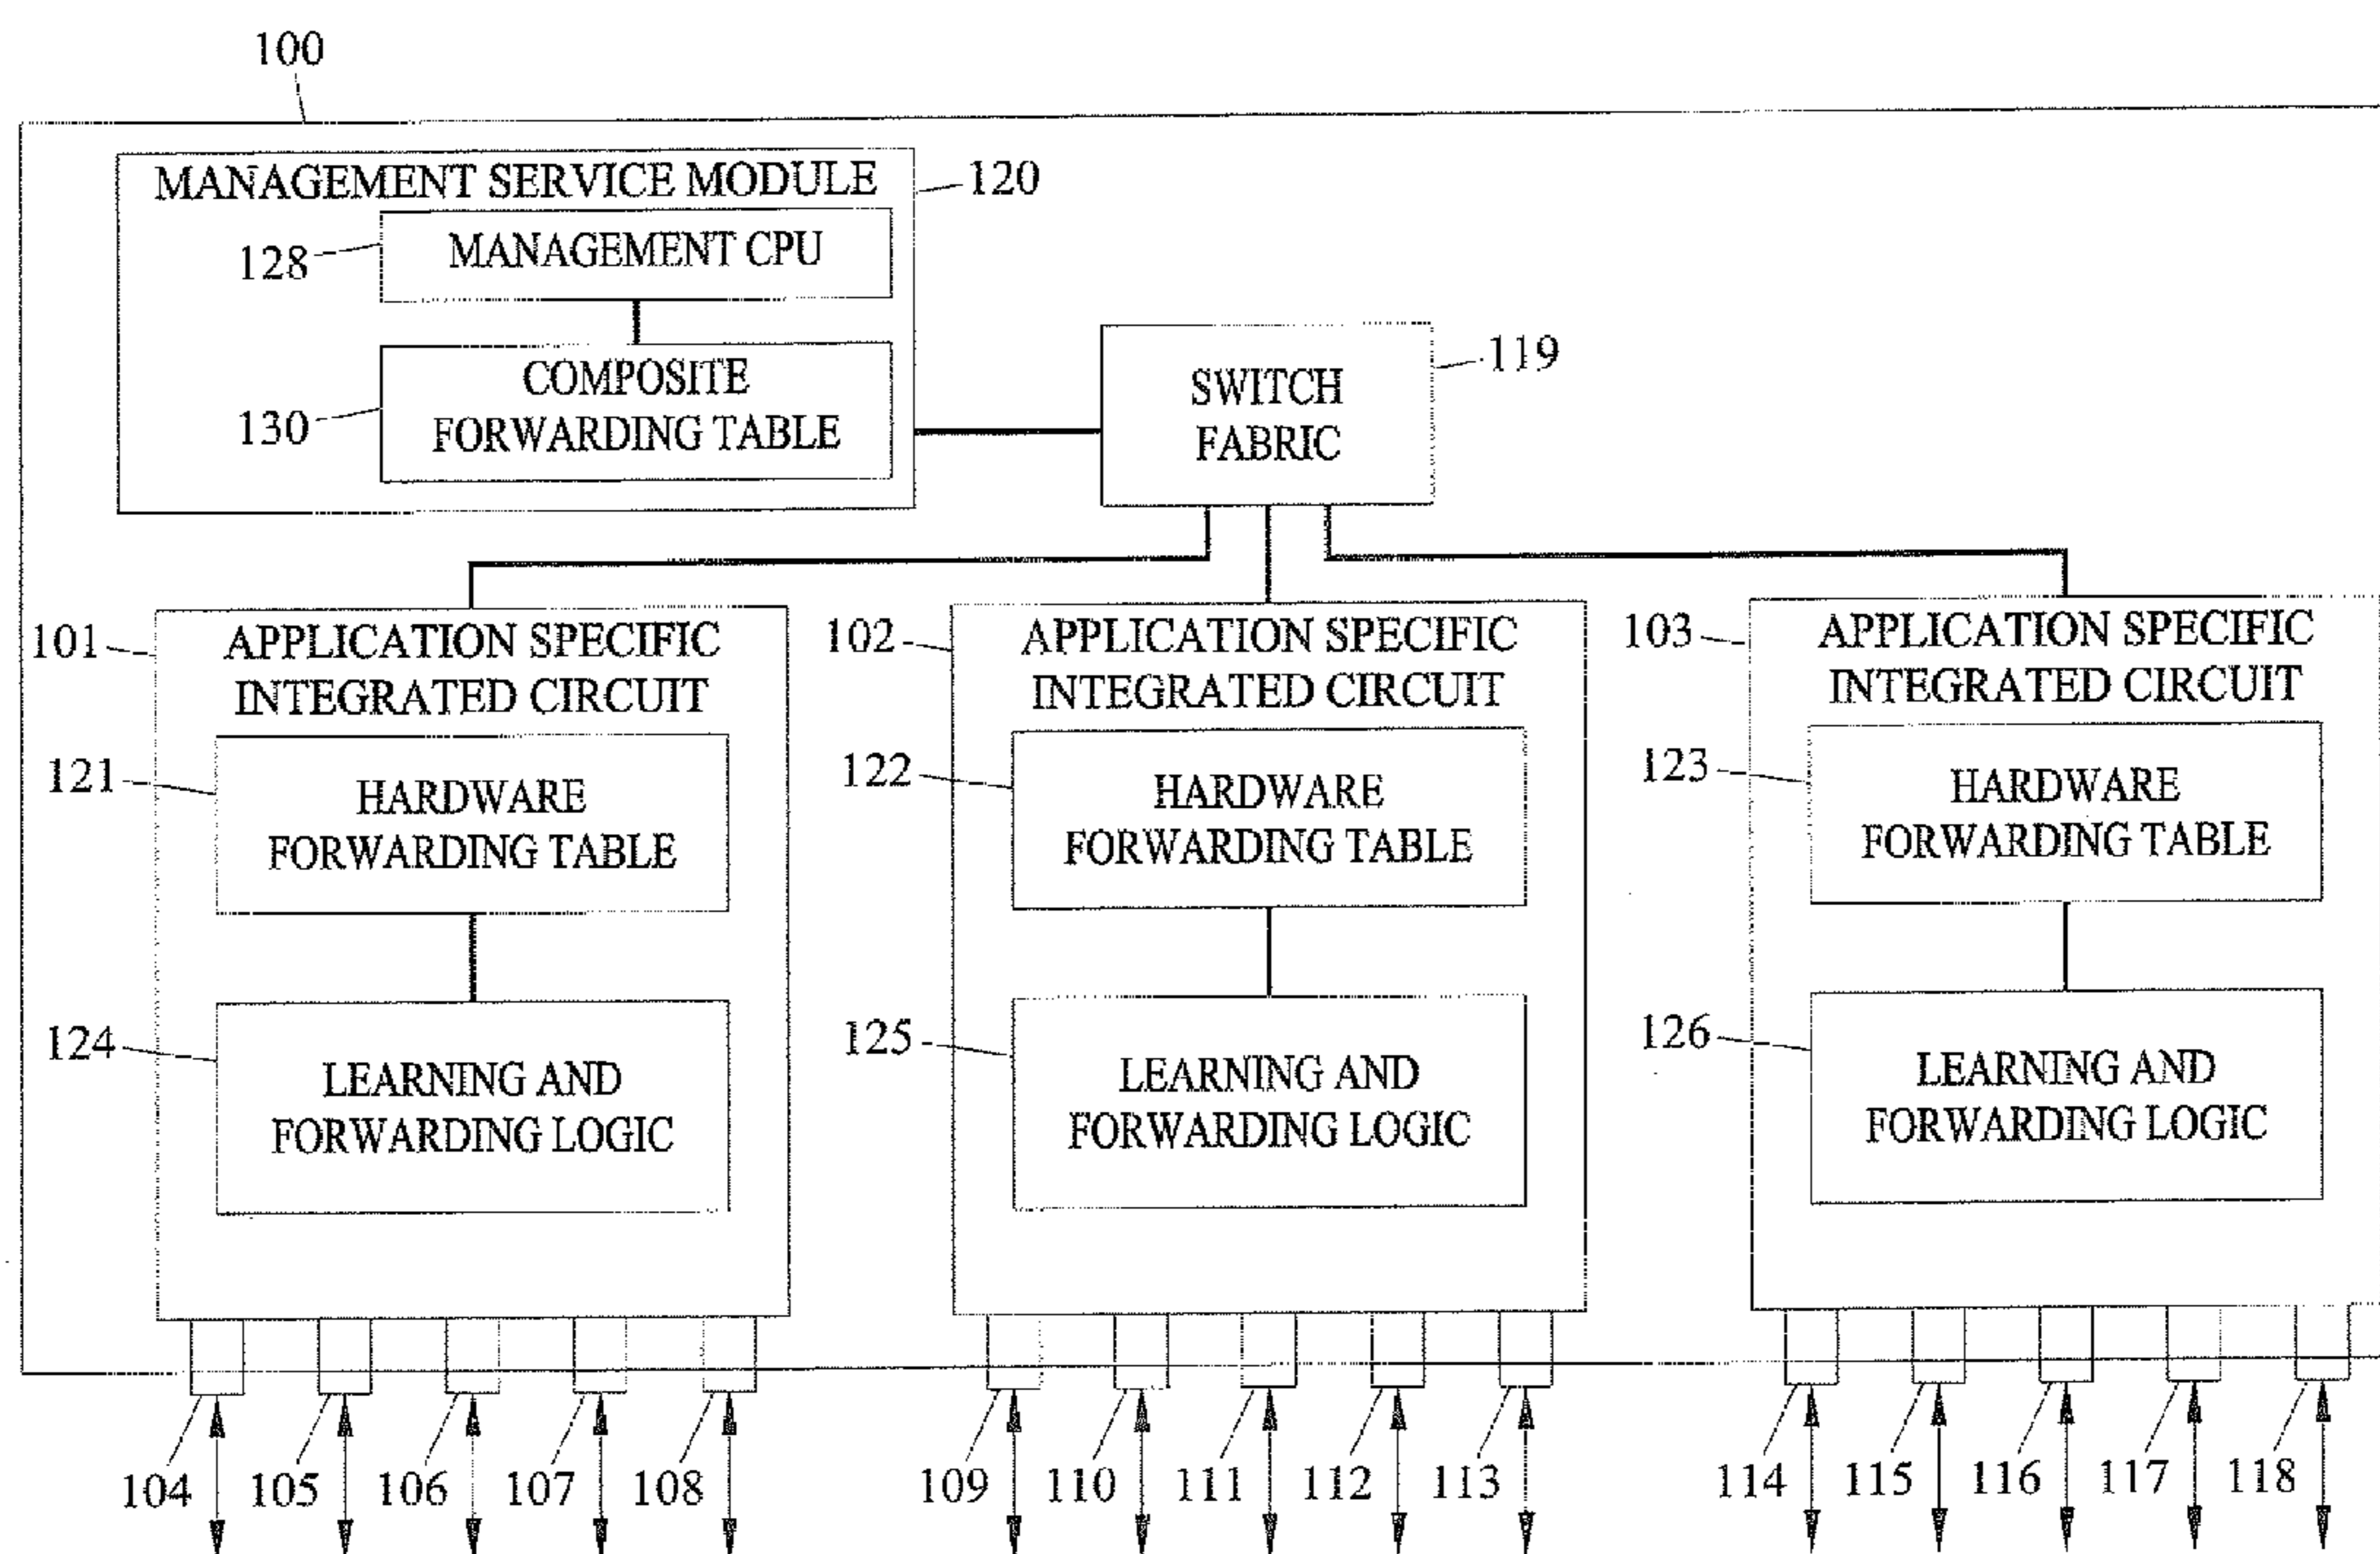 100
MANAGEMENT SERVICE MODULE
120
128
MANAGEMENT CPU
130
COMPOSITE
FORWARDING TABLE
SWITCH
FABRIC
119
101
APPLICATION SPECIFIC
INTEGRATED CIRCUIT
121
HARDWARE
FORWARDING TABLE
124
LEARNING AND
FORWARDING LOGIC
102
APPLICATION SPECIFIC
INTEGRATED CIRCUIT
122
HARDWARE
FORWARDING TABLE
125
LEARNING AND
FORWARDING LOGIC
103
APPLICATION SPECIFIC
INTEGRATED CIRCUIT
123
HARDWARE
FORWARDING TABLE
126
LEARNING AND
FORWARDING LOGIC
104 105 106 107 108 109 110 111 112 113 114 115 116 117 118